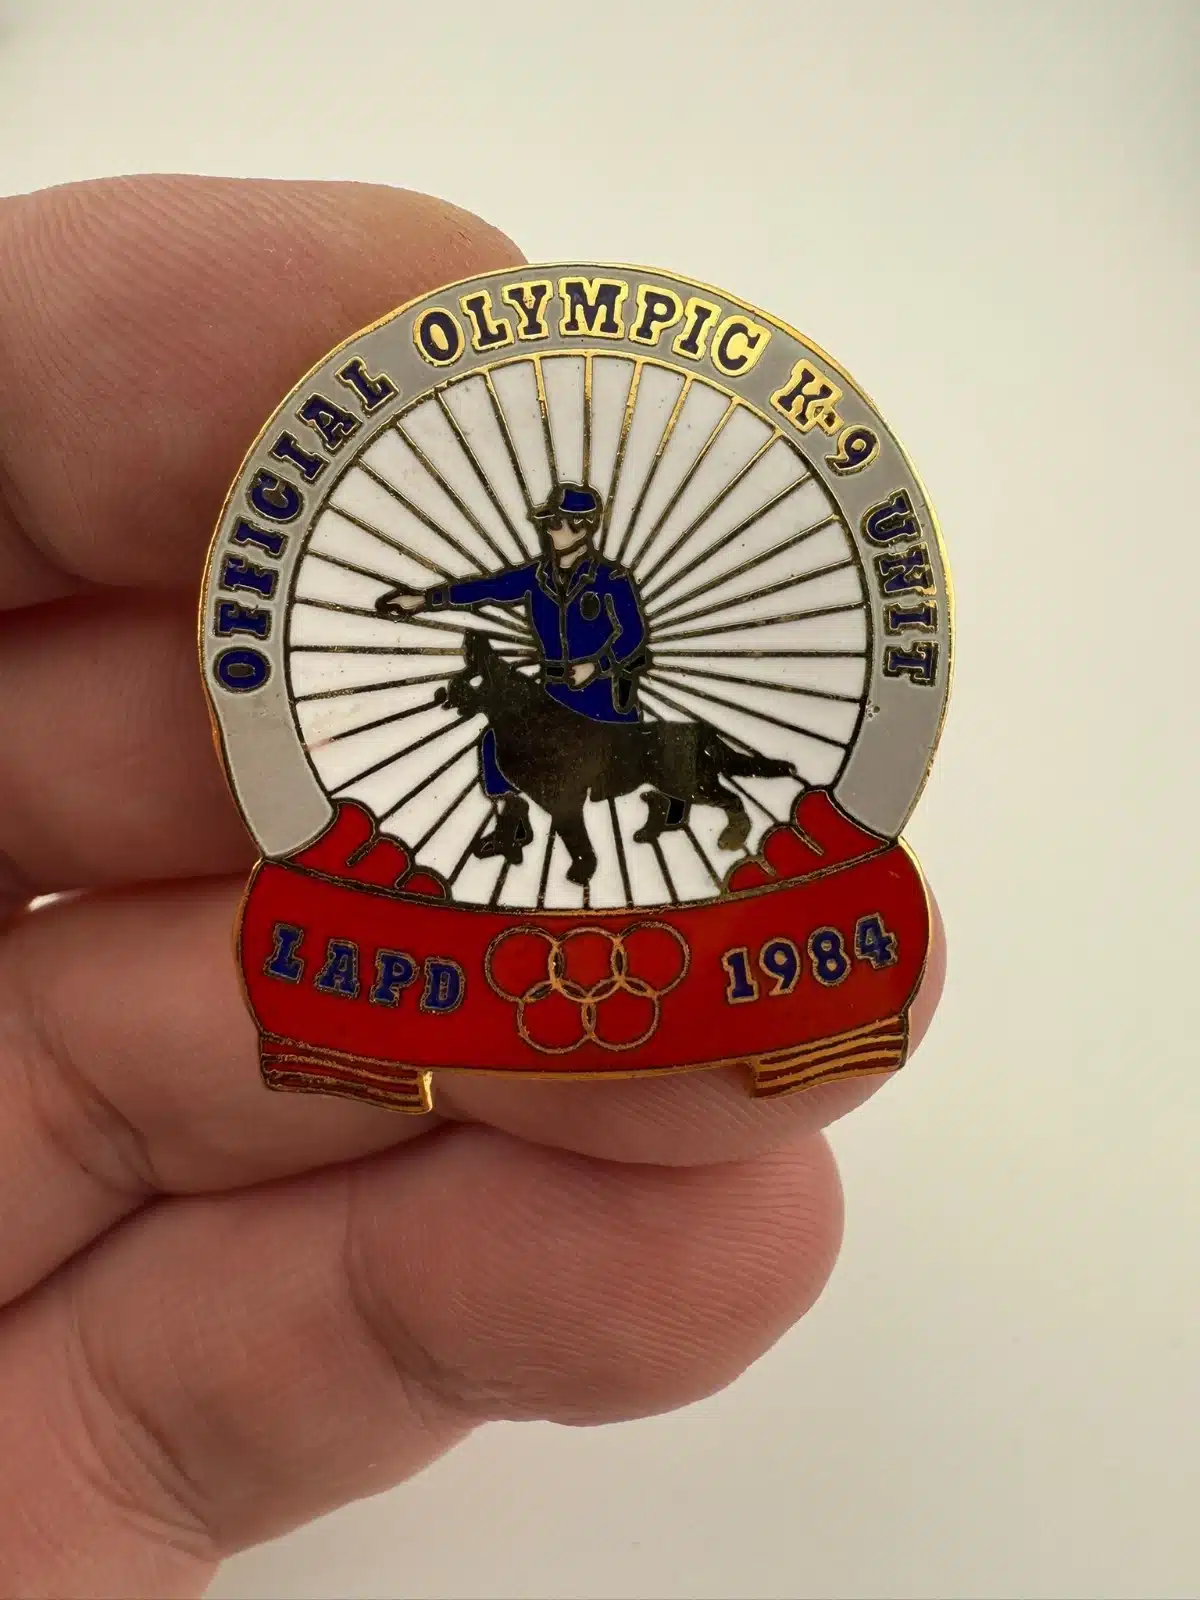 OFFICIAL OLYMPIC K-9 UNIT
LAPD 1984